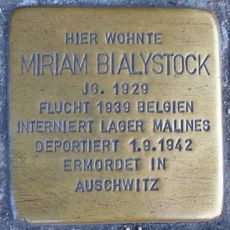 HIER WOHNTE
MIRIAM BIALYSTOCK
JG. 1929
FLUCHT 1939 BELGIEN
INTERNIERT LAGER MALINES
DEPORTIERT 1.9.1942
ERMORDET IN
AUSCHWITZ